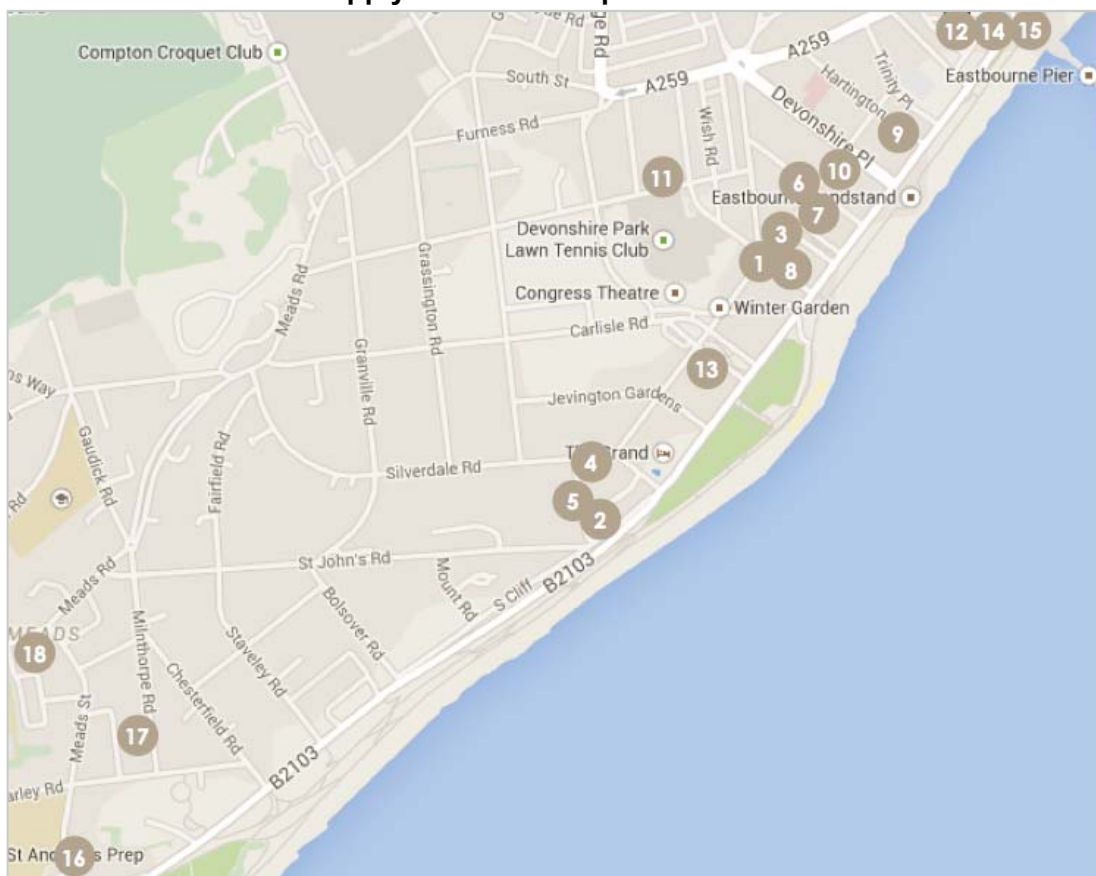 Compton Croquet Club
South St
A259
A259
Furness Rd
Wish Rd
Trinity Pl
Hartington
Devonshire Pl
Eastbourne Pier
12
14
15
9
10
6
7
11
3
1
8
Devonshire Park
Lawn Tennis Club
Congress Theatre
Winter Garden
Carlisle Rd
Meads Rd
Grassington Rd
Granville Rd
13
Jevington Gardens
Grand
4
5
2
Silverdale Rd
Gaudick Rd
Fairfield Rd
St John's Rd
Mount Rd
S Cliff
B2103
Bolsover Rd
Meads Rd
MEADS
18
Milnthorpe Rd
Staveley Rd
Chesterfield Rd
Meads St
17
B2103
16
s Prep